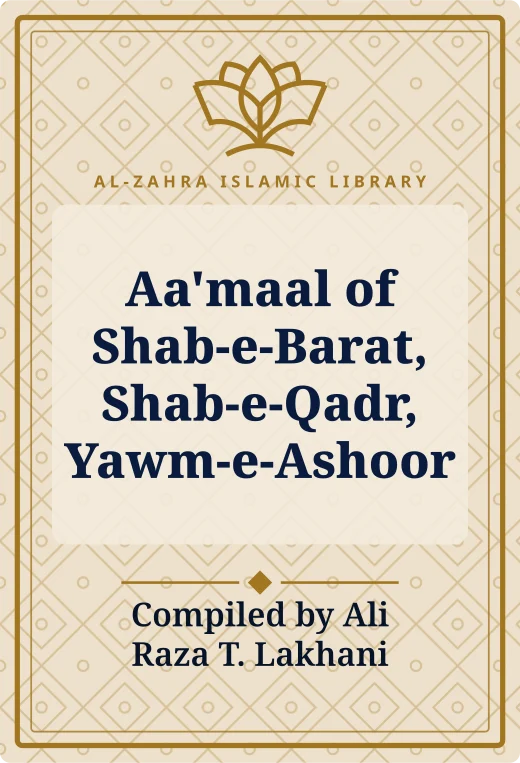 AL-ZAHRA ISLAMIC LIBRARY
Aa'maal of
Shab-e-Barat,
Shab-e-Qadr,
Yawm-e-Ashoor
Compiled by Ali
Raza T. Lakhani